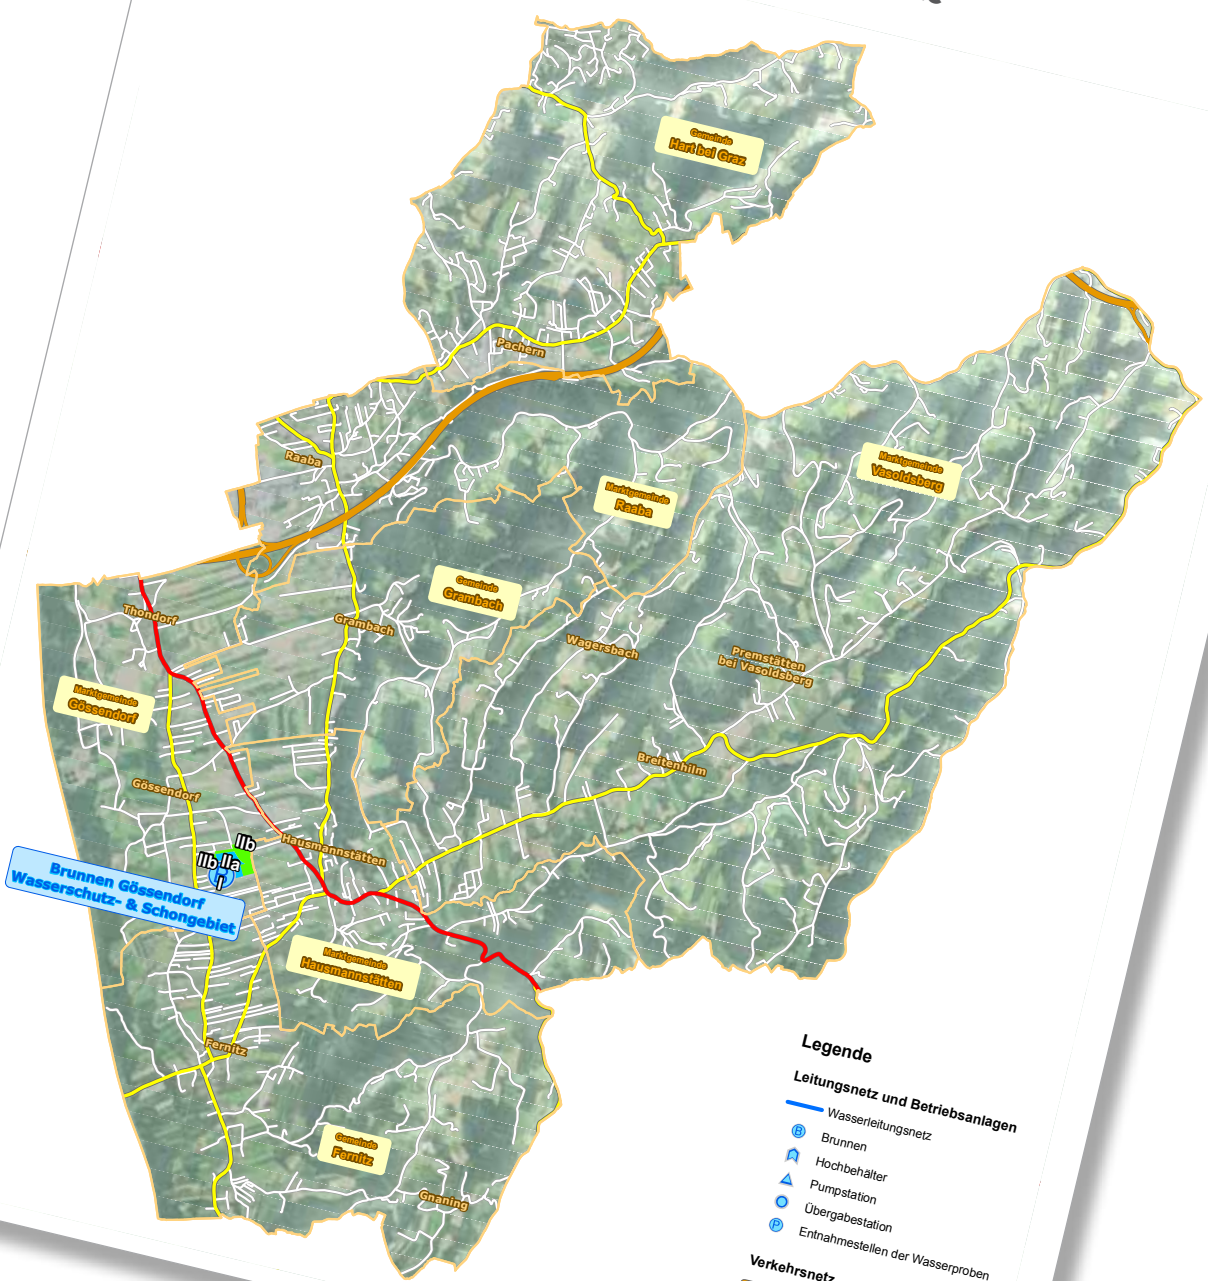 Gemeinde
Hart bei Graz
Pachern
Raaba
Marktgemeinde
Vasoldsberg
Marktgemeinde
Raaba
Gemeinde
Grambach
Thondorf
Grambach
Wagersbach
Premstätten
bei Vasoldsberg
Marktgemeinde
Gössendorf
Breitenhilm
Gössendorf
Hausmannstätten
IIb
IIb
IIa
B
I
Brunnen Gössendorf
Wasserschutz- & Schongebiet
Marktgemeinde
Hausmannstätten
Fernitz
Gemeinde
Fernitz
Gnaning
Legende
Leitungsnetz und Betriebsanlagen
Wasserleitungsnetz
B Brunnen
Hochbehälter
Pumpstation
Übergabestation
P Entnahmestellen der Wasserproben
Verkehrsnetz